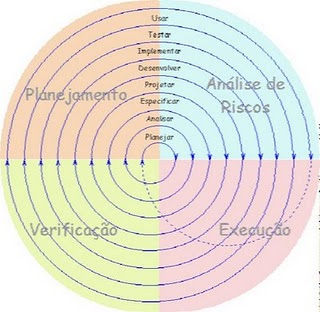 Usar
Testar
Implementar
Desenvolver
Projetar
Especificar
Analisar
Planejar
Planejamento
Análise de
Riscos
Verificação
Execução